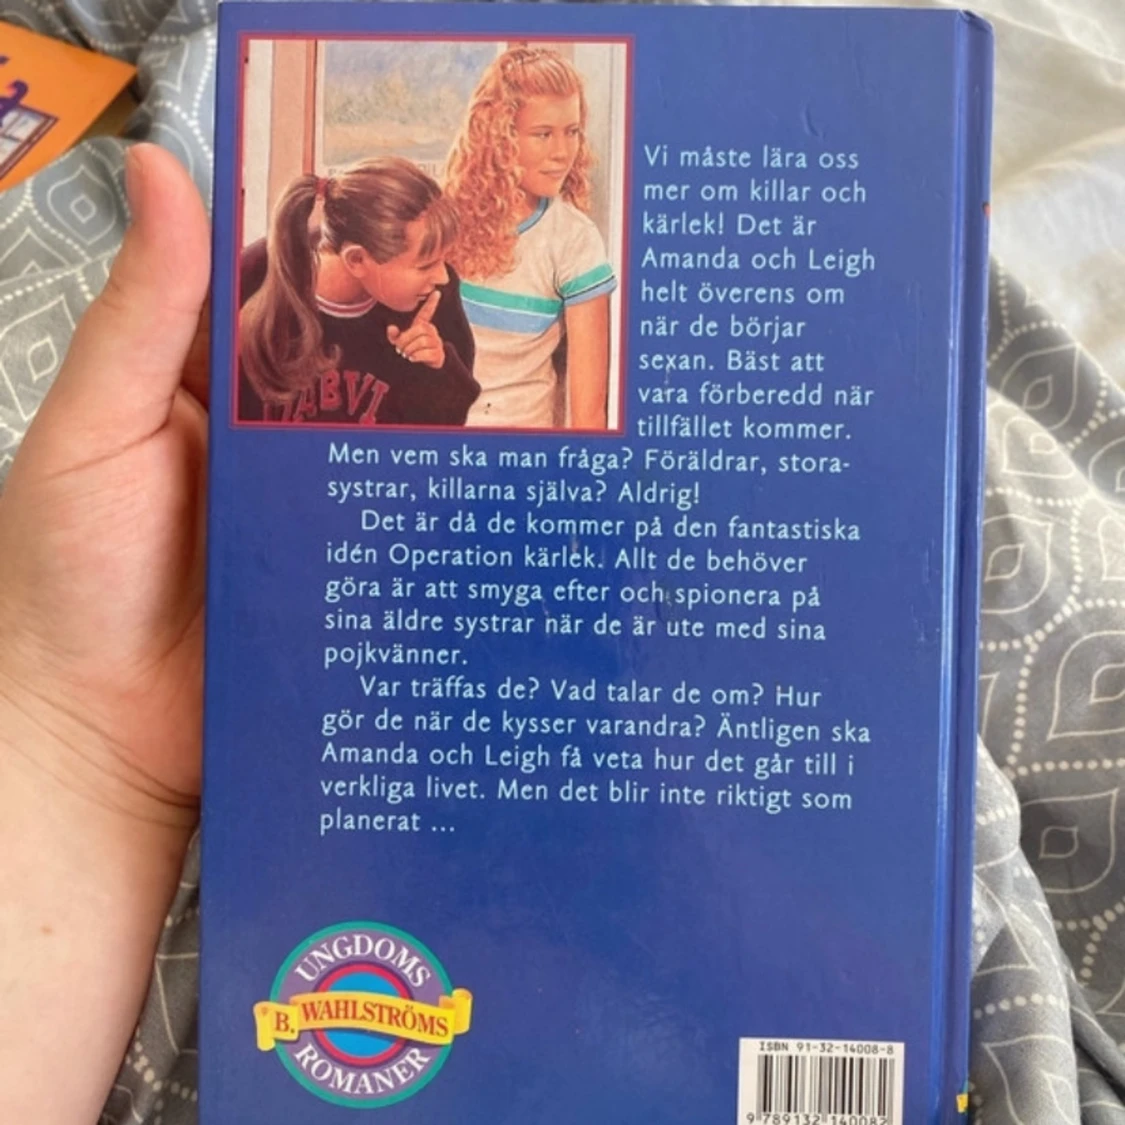 Vi måste lära oss
mer om killar och
kärlek! Det är
Amanda och Leigh
helt överens om
när de börjar
sexan. Bäst att
vara förberedd när
tillfället kommer.
Men vem ska man fråga? Föräldrar, stora-
systrar, killarna själva? Aldrig!
Det är då de kommer på den fantastiska
idén Operation kärlek. Allt de behöver
göra är att smyga efter och spionera på
sina äldre systrar när de är ute med sina
pojkvänner.
Var träffas de? Vad talar de om? Hur
gör de när de kysser varandra? Äntligen ska
Amanda och Leigh få veta hur det går till i
verkliga livet. Men det blir inte riktigt som
planerat ...
UNGDOMS
B. WAHLSTRÖMS
ROMANER
ISBN 91-32-14008-8
9 789132 140082